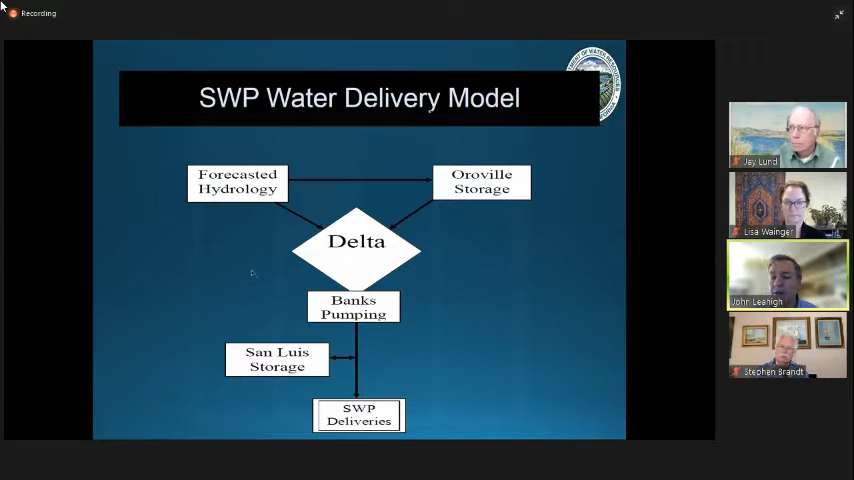 Recording
SWP Water Delivery Model
Forecasted
Hydrology
Oroville
Storage
Delta
Banks
Pumping
San Luis
Storage
SWP
Deliveries
Jay Lund
Lisa Wainger
John Leahigh
Stephen Brandt